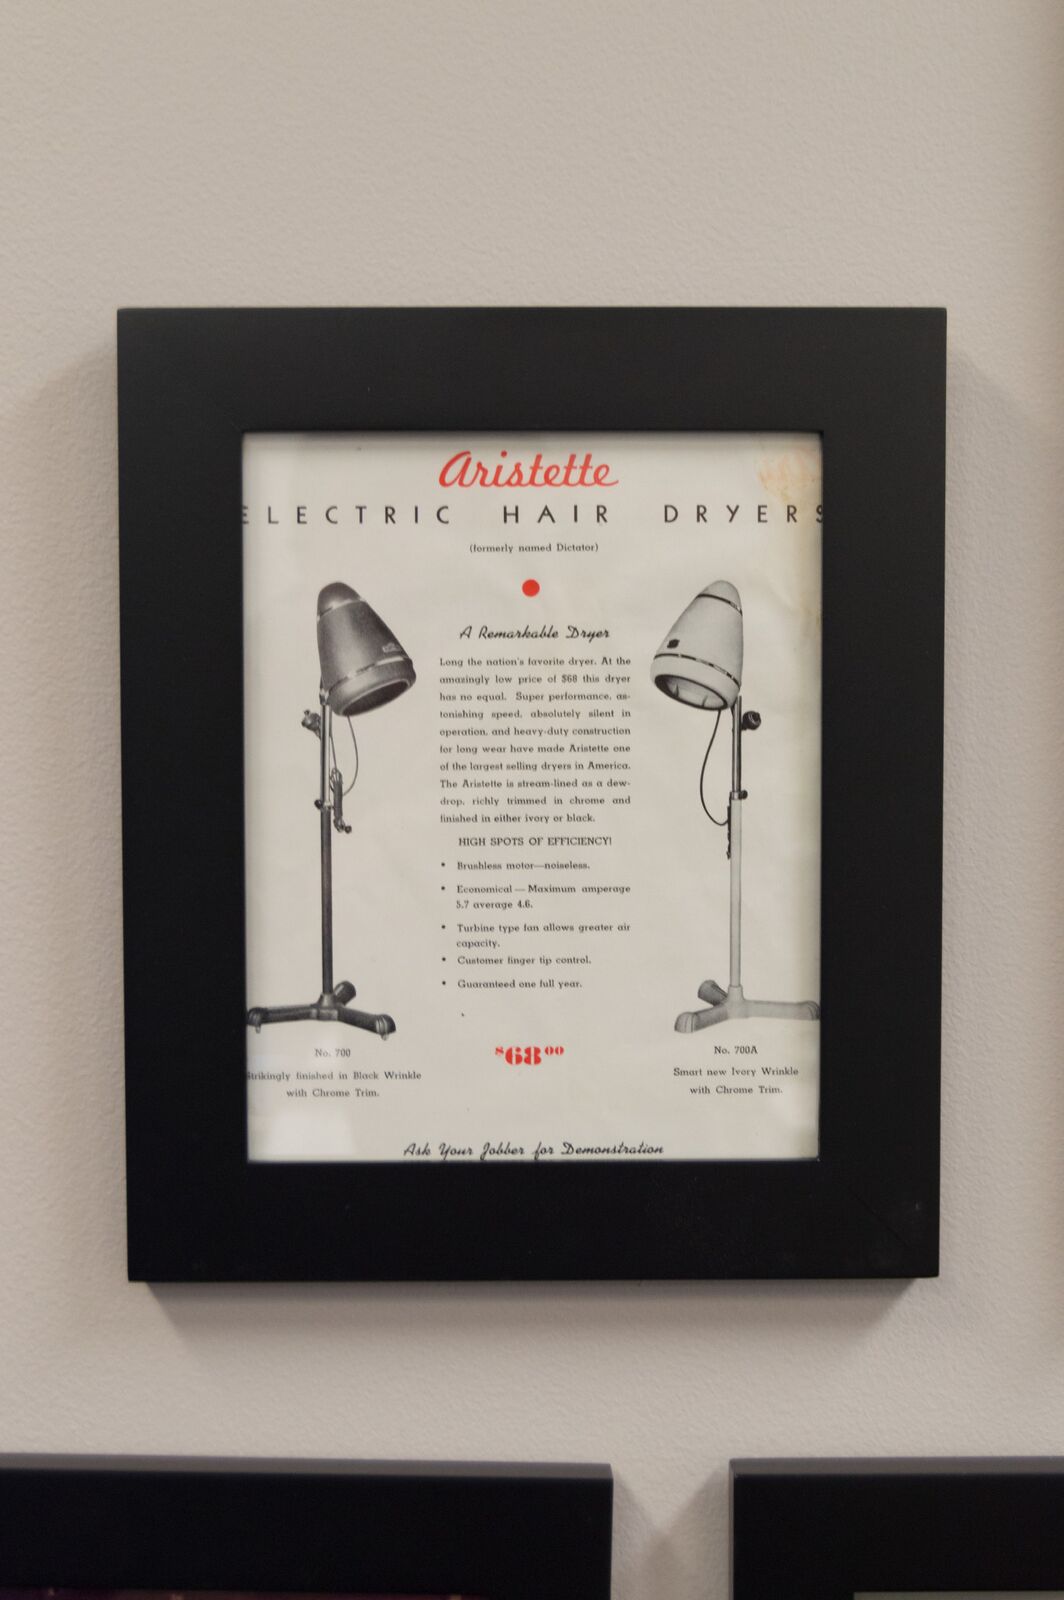 Aristette
ELECTRIC HAIR DRYERS
(formerly named Dictator)
A Remarkable Dryer
Long the nation's favorite dryer. At the
amazingly low price of $68 this dryer
has no equal. Super performance, as-
tonishing speed, absolutely silent in
operation, and heavy-duty construction
for long wear have made Aristette one
of the largest selling dryers in America.
The Aristette is stream-lined as a dew-
drop, richly trimmed in chrome and
finished in either ivory or black.
HIGH SPOTS OF EFFICIENCY!
• Brushless motor—noiseless.
• Economical — Maximum amperage
5.7 average 4.6.
• Turbine type fan allows greater air
capacity.
• Customer finger tip control.
• Guaranteed one full year.
$68 00
No. 700
Strikingly finished in Black Wrinkle
with Chrome Trim.
No. 700A
Smart new Ivory Wrinkle
with Chrome Trim.
Ask Your Jobber for Demonstration